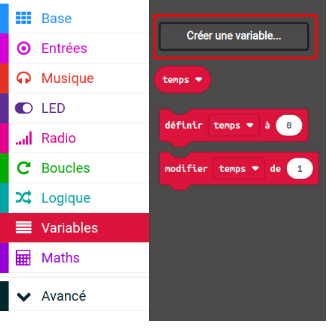 Base
Entrées
Musique
LED
Radio
Boucles
Logique
Variables
Maths
Avancé
Créer une variable...
temps
définir temps à 0
modifier temps de 1